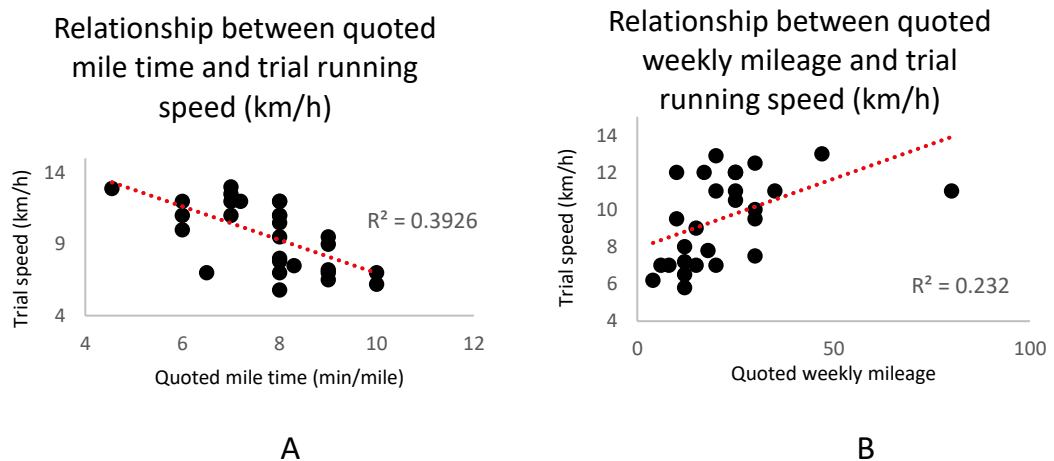 Relationship between quoted
mile time and trial running
speed (km/h)
14
9
4
Trial speed (km/h)
R² = 0.3926
4 6 8 10 12
Quoted mile time (min/mile)
A
Relationship between quoted
weekly mileage and trial
running speed (km/h)
14
12
10
8
6
4
Trial speed (km/h)
R² = 0.232
0 50 100
Quoted weekly mileage
B